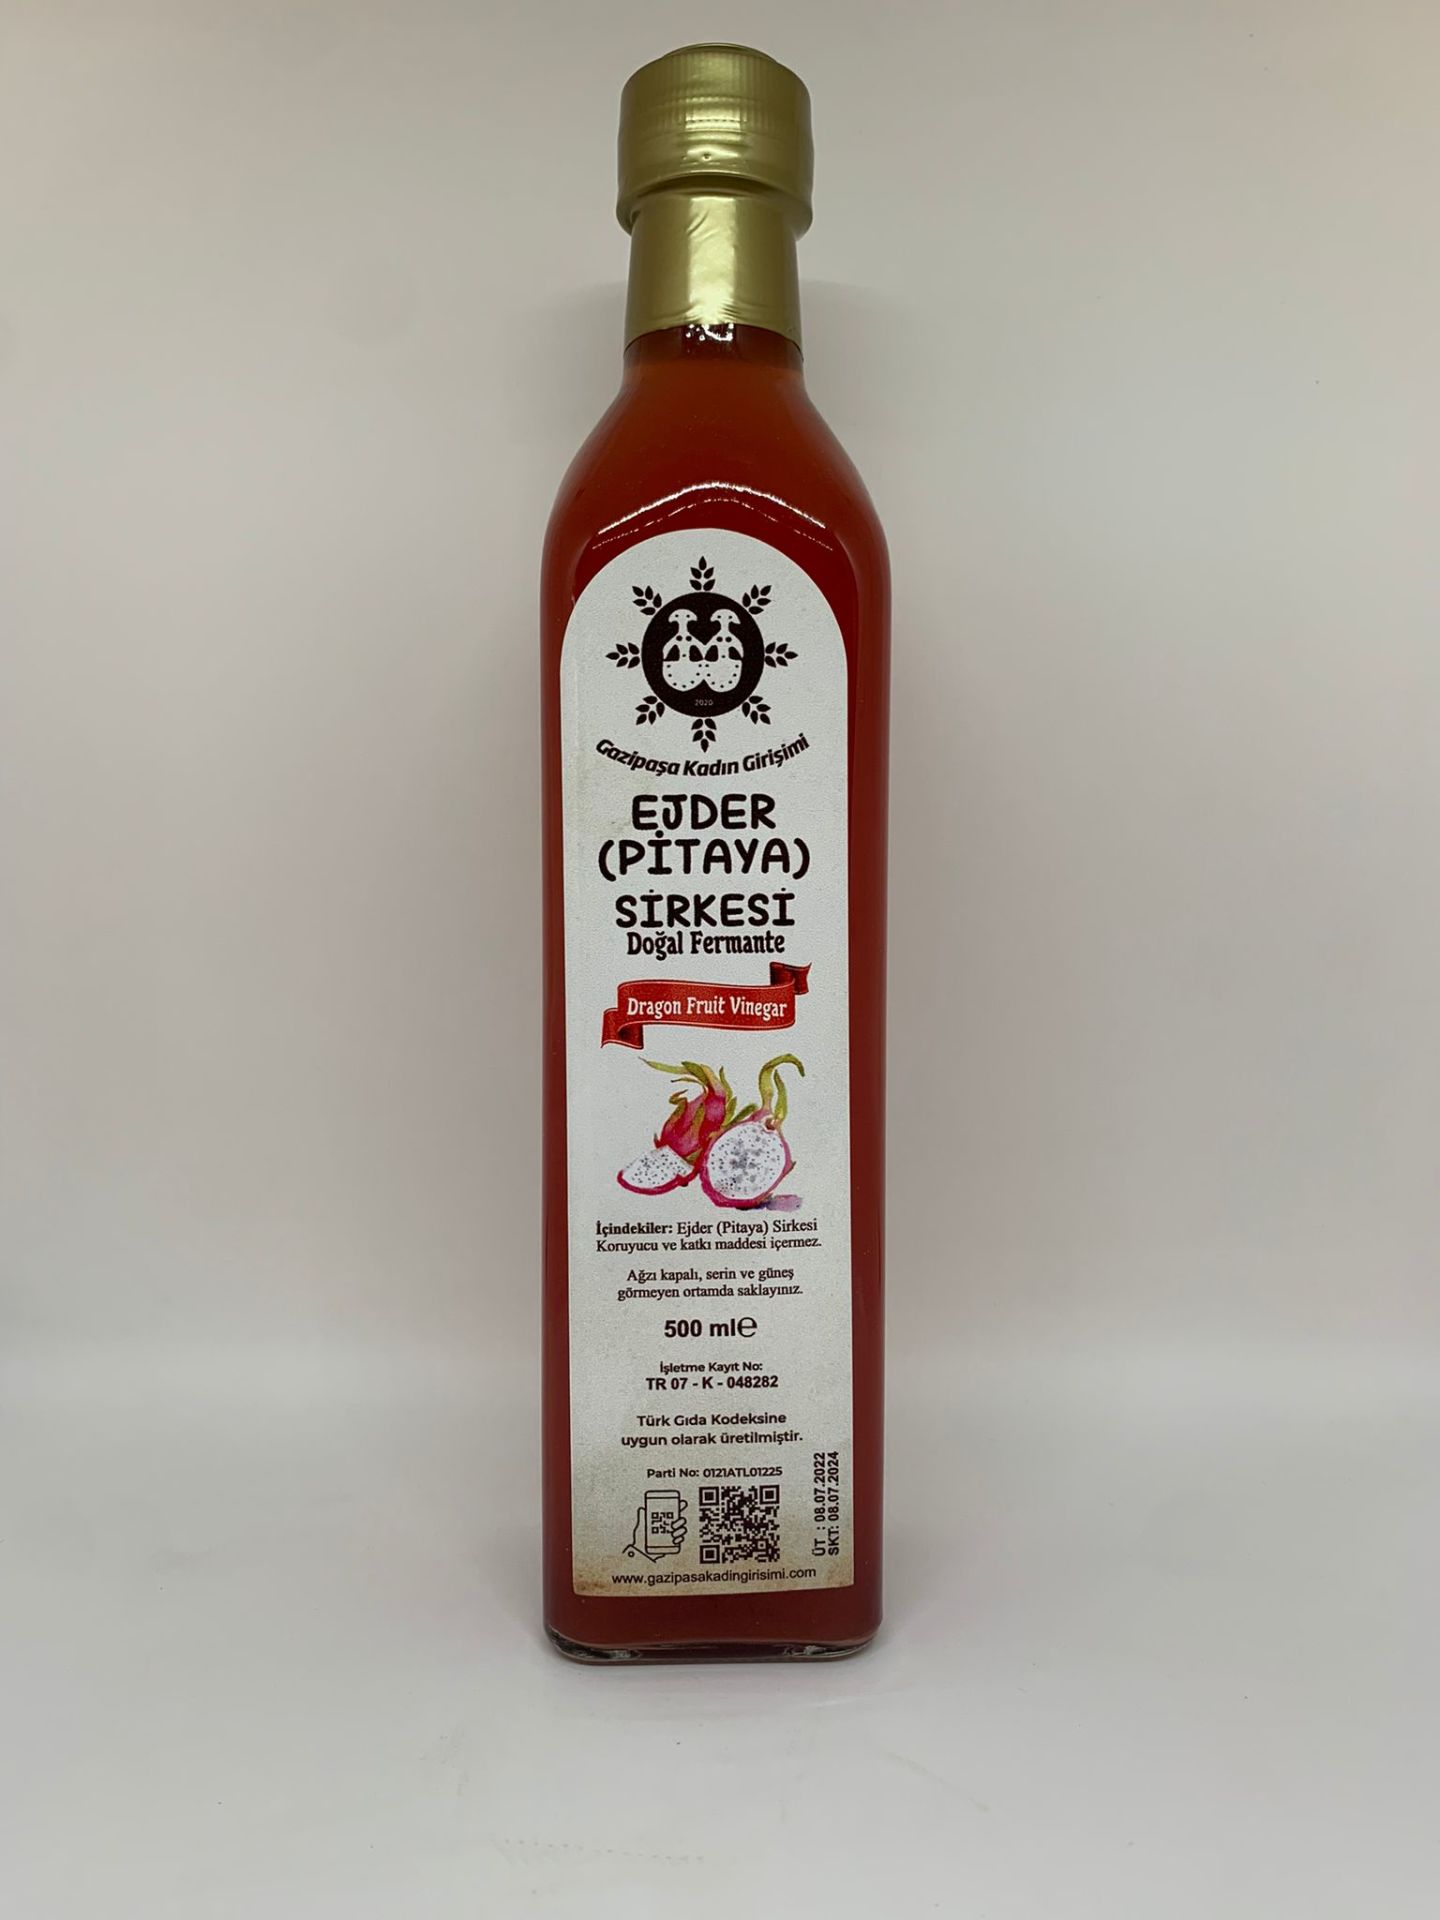 2020
Gazipaşa Kadın Girişimi
EJDER
(PİTAYA)
SİRKESİ
Doğal Fermante
Dragon Fruit Vinegar
İçindekiler: Ejder (Pitaya) Sirkesi
Koruyucu ve katkı maddesi içermez.
Ağzı kapalı, serin ve güneş
görmeyen ortamda saklayınız.
500 ml℮
İşletme Kayıt No:
TR 07 - K - 048282
Türk Gıda Kodeksine
uygun olarak üretilmiştir.
Parti No: 0121ATL01225
ÜT : 08.07.2022
SKT: 08.07.2024
www.gazipasakadingirisimi.com